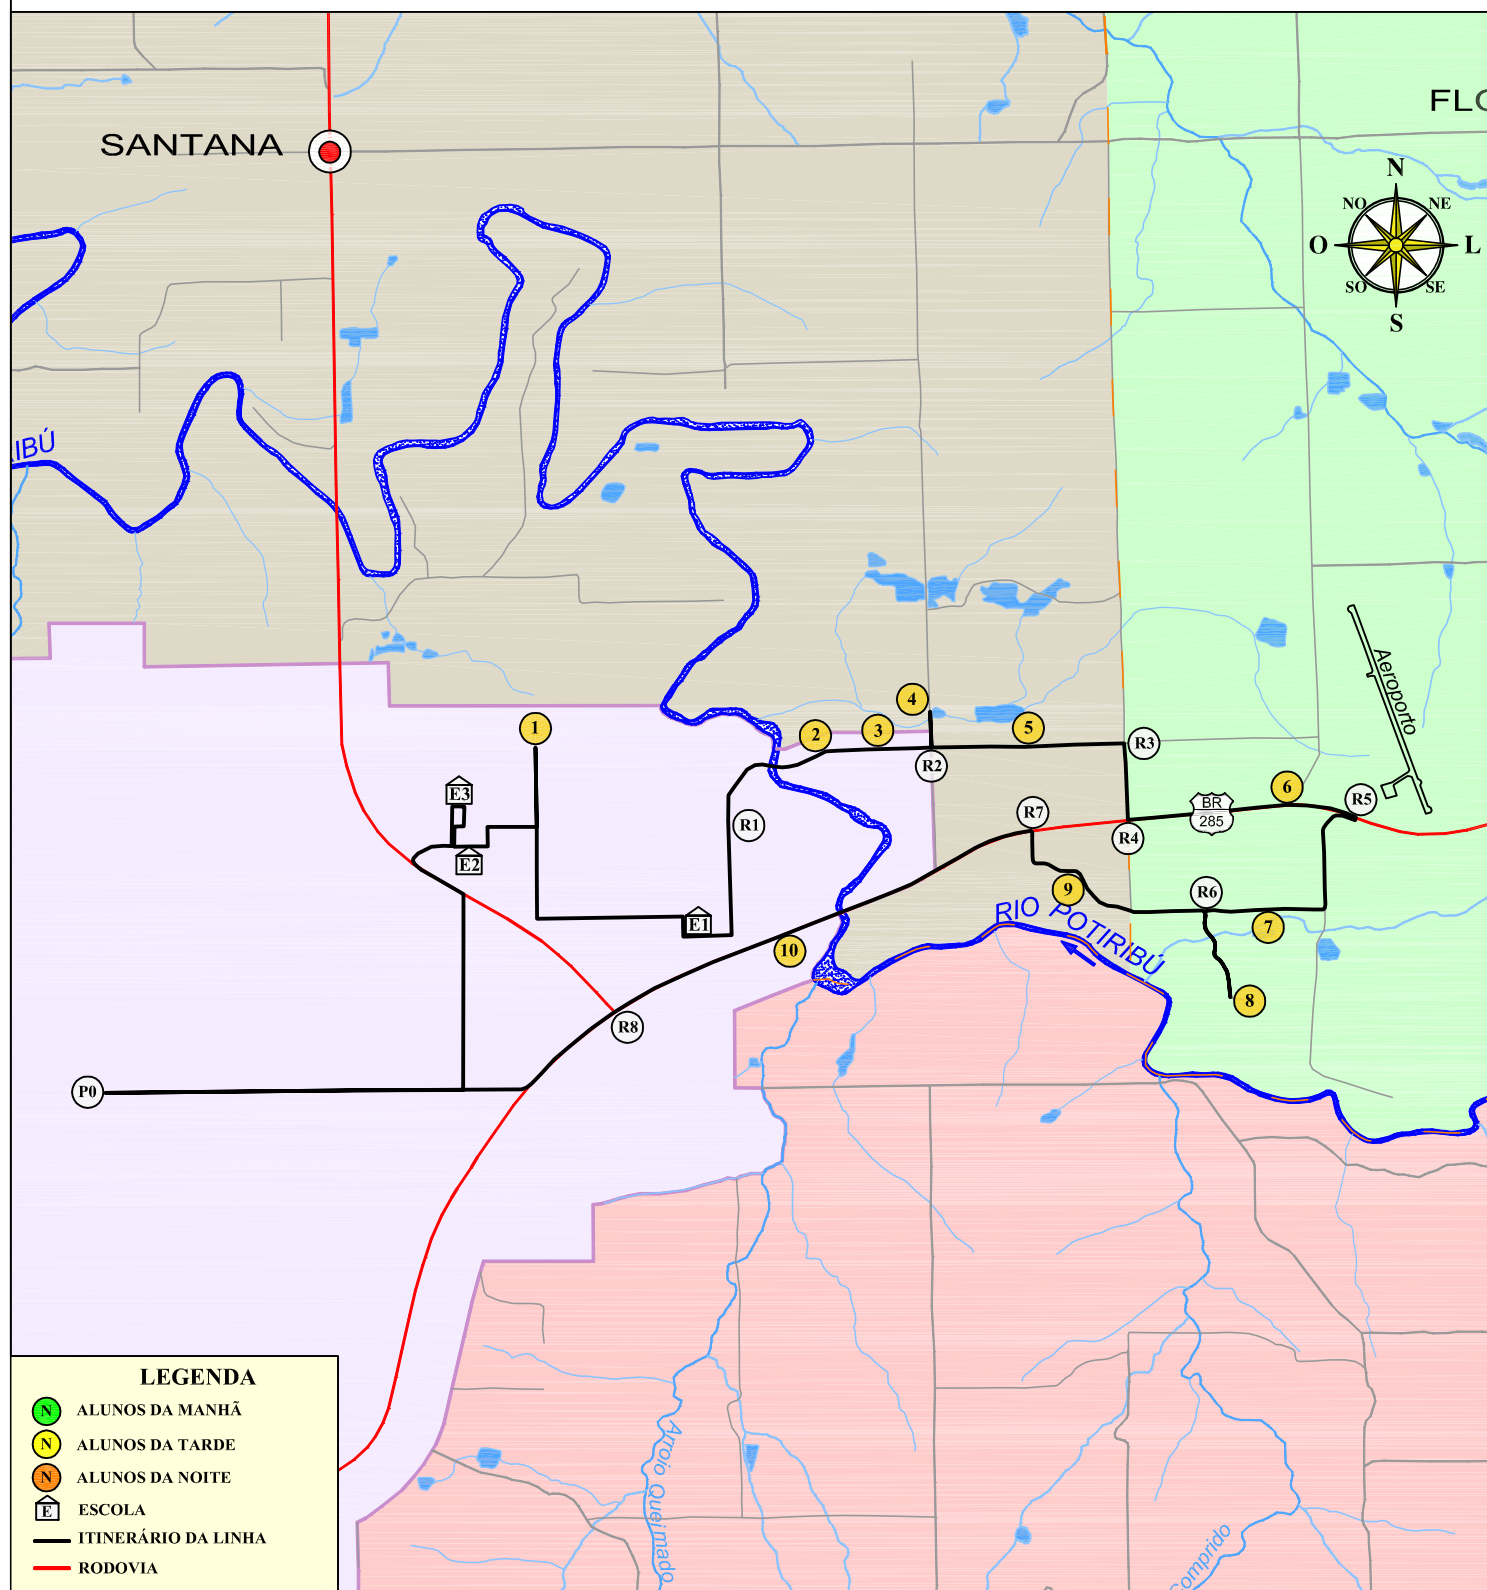 FLO
SANTANA
N
NO
NE
O
L
SO
SE
S
IBÚ
Aeroporto
4
1
2
3
5
R3
R2
6
E3
BR
285
R5
R7
R1
R4
E2
9
R6
RIO POTIRIBÚ
E1
7
10
8
R8
P0
LEGENDA
N ALUNOS DA MANHÃ
N ALUNOS DA TARDE
N ALUNOS DA NOITE
E ESCOLA
ITINERÁRIO DA LINHA
RODOVIA
Arroio Queimado
Comprido